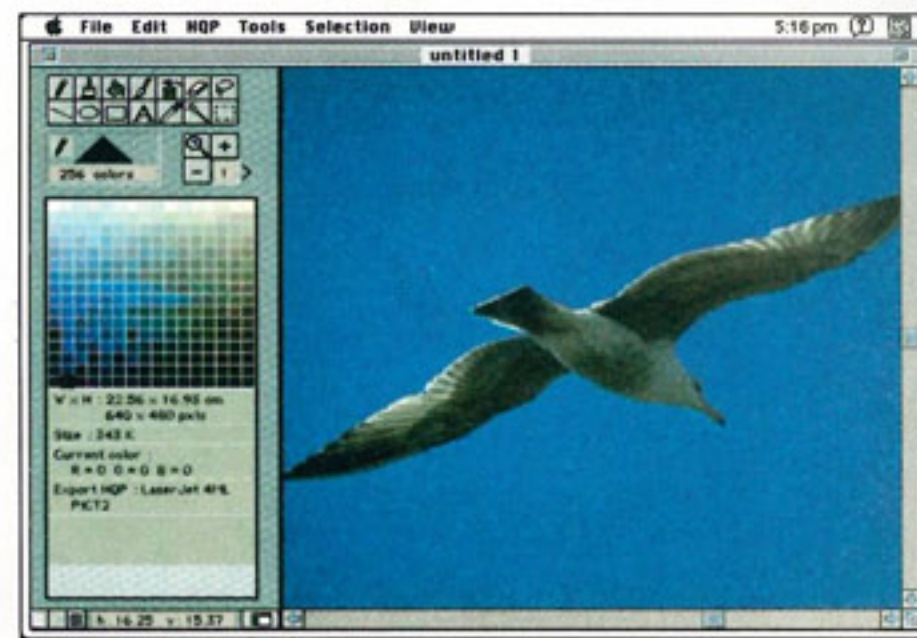 File Edit HQP Tools Selection View 5:16 pm
untitled 1
A
256 colors
+
- 1 >
W x H : 22.56 x 16.93 cm
640 x 480 pxls
Size : 343 K
Current color :
R = 0 G = 0 B = 0
Export HQP : LaserJet 4ML
PICT2
h 16.25 v 15.37